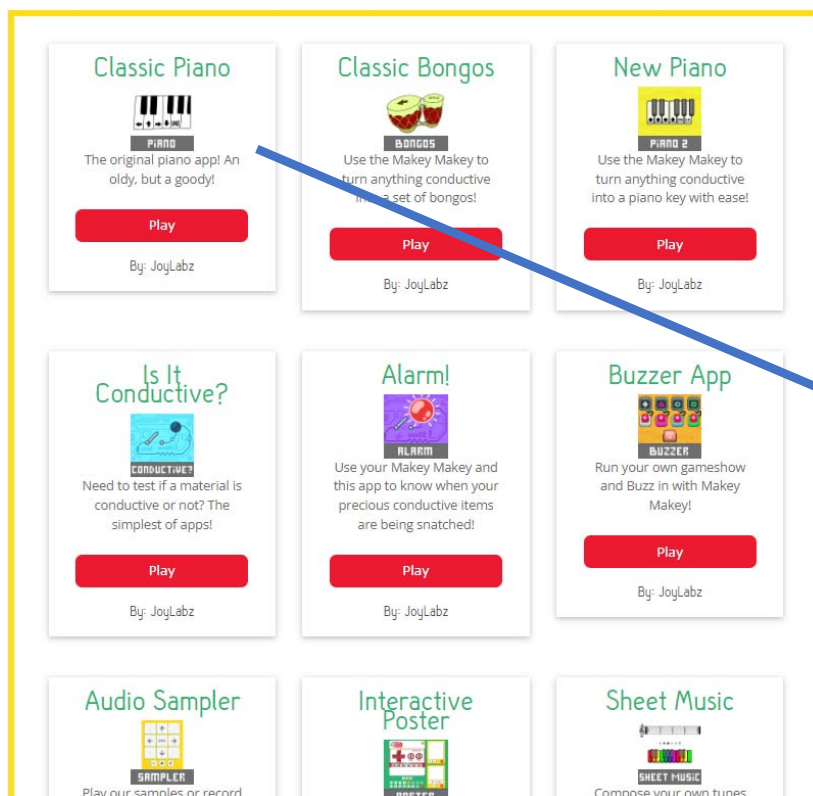 Classic Piano
PIANO
The original piano app! An
oldy, but a goody!
Play
By: JoyLabz
Classic Bongos
BONGOS
Use the Makey Makey to
turn anything conductive
into a set of bongos!
Play
By: JoyLabz
New Piano
PIANO 2
Use the Makey Makey to
turn anything conductive
into a piano key with ease!
Play
By: JoyLabz
Is It
Conductive?
CONDUCTIVE?
Need to test if a material is
conductive or not? The
simplest of apps!
Play
By: JoyLabz
Alarm!
ALARM
Use your Makey Makey and
this app to know when your
precious conductive items
are being snatched!
Play
By: JoyLabz
Buzzer App
BUZZER
Run your own gameshow
and Buzz in with Makey
Makey!
Play
By: JoyLabz
Audio Sampler
SAMPLER
Play our samples or record
Interactive
Poster
POSTER
Sheet Music
SHEET MUSIC
Compose your own tunes